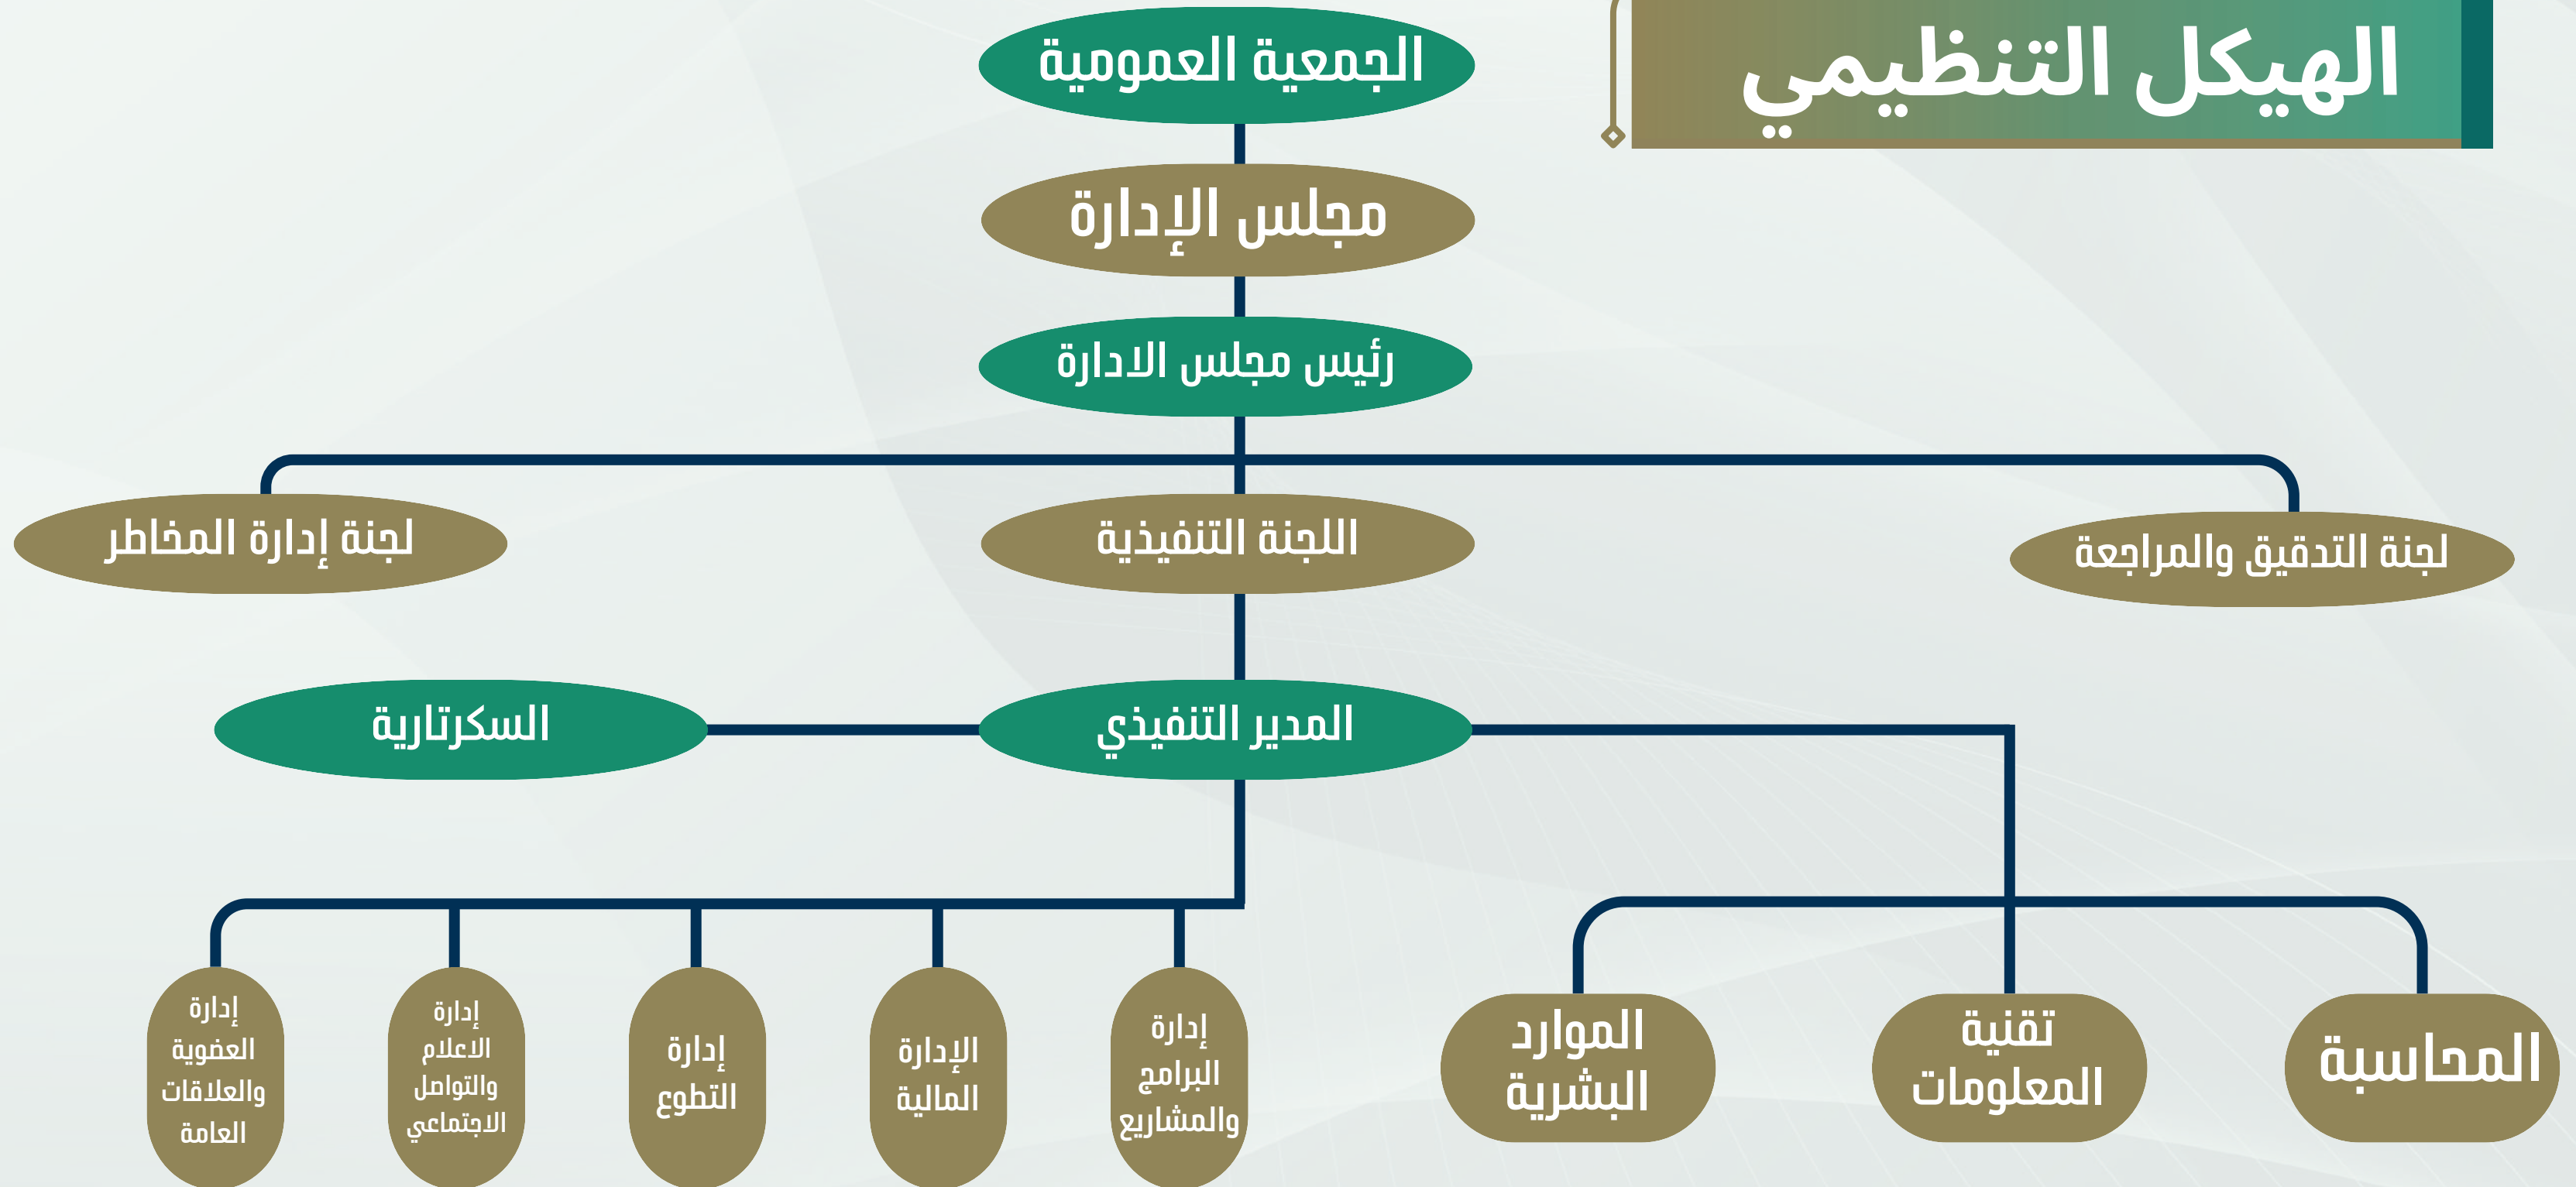 الهيكل التنظيمي
الجمعية العمومية
مجلس الإدارة
رئيس مجلس الادارة
لجنة التدقيق والمراجعة
اللجنة التنفيذية
لجنة إدارة المخاطر
المدير التنفيذي
السكرتارية
المحاسبة
تقنية
المعلومات
الموارد
البشرية
إدارة
البرامج
والمشاريع
الإدارة
المالية
إدارة
التطوع
إدارة
الاعلام
والتواصل
الاجتماعي
إدارة
العضوية
والعلاقات
العامة